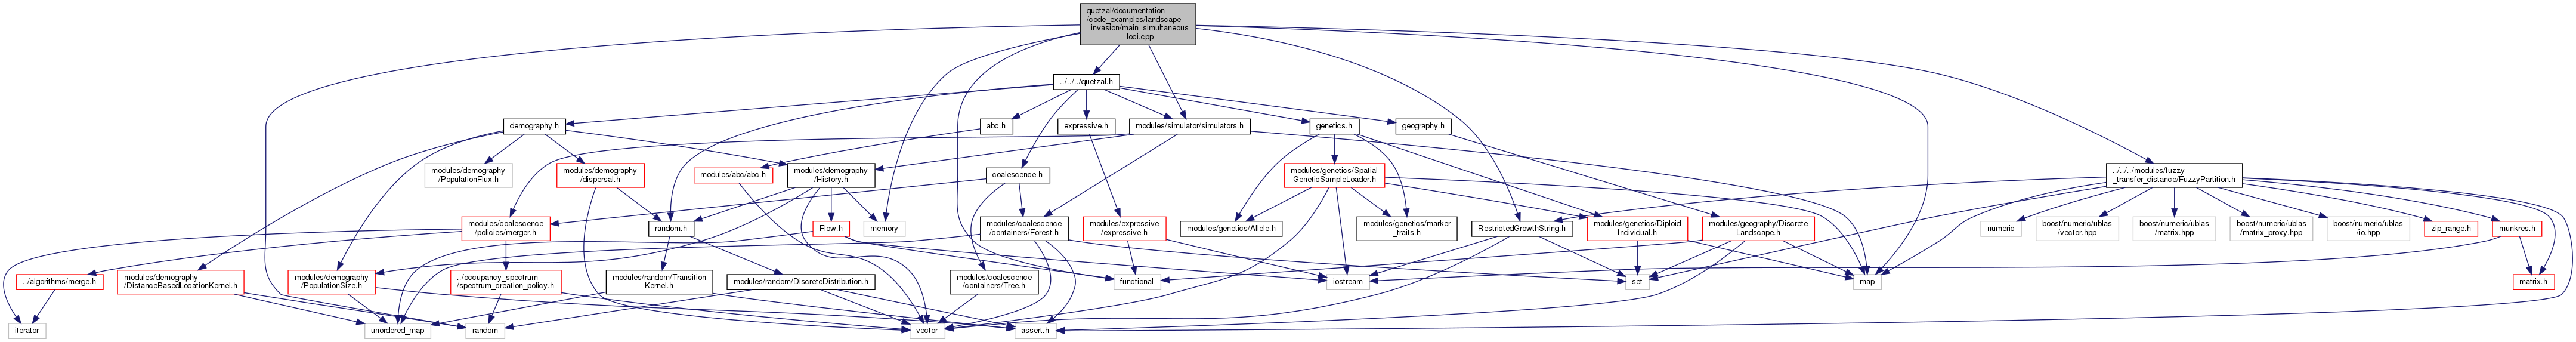 quetzal/documentation
/code_examples/landscape
_invasion/main_simultaneous
_loci.cpp
../../../quetzal.h
demography.h
abc.h
expressive.h
modules/simulator/simulators.h
genetics.h
geography.h
modules/demography
/PopulationFlux.h
modules/demography
/dispersal.h
modules/abc/abc.h
modules/demography
/History.h
coalescence.h
memory
modules/genetics/Spatial
GeneticSampleLoader.h
../../../modules/fuzzy
_transfer_distance/FuzzyPartition.h
modules/coalescence
/policies/merger.h
random.h
Flow.h
modules/coalescence
/containers/Forest.h
modules/expressive
/expressive.h
modules/genetics/Allele.h
modules/genetics/marker
_traits.h
RestrictedGrowthString.h
modules/genetics/Diploid
Individual.h
modules/geography/Discrete
Landscape.h
numeric
boost/numeric/ublas
/vector.hpp
boost/numeric/ublas
/matrix.hpp
boost/numeric/ublas
/matrix_proxy.hpp
boost/numeric/ublas
/io.hpp
zip_range.h
munkres.h
../algorithms/merge.h
modules/demography
/DistanceBasedLocationKernel.h
modules/demography
/PopulationSize.h
../occupancy_spectrum
/spectrum_creation_policy.h
modules/random/Transition
Kernel.h
modules/random/DiscreteDistribution.h
modules/coalescence
/containers/Tree.h
functional
iostream
set
map
matrix.h
iterator
unordered_map
random
vector
assert.h